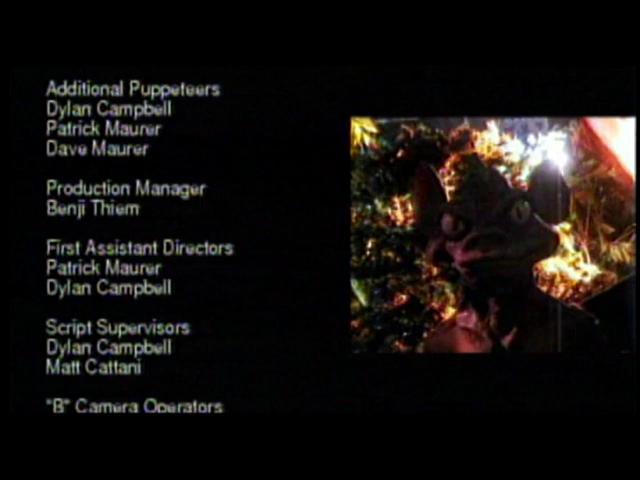 Additional Puppeteers
Dylan Campbell
Patrick Maurer
Dave Maurer
Production Manager
Benji Thiem
First Assistant Directors
Patrick Maurer
Dylan Campbell
Script Supervisors
Dylan Campbell
Matt Cattani
"B" Camera Operators